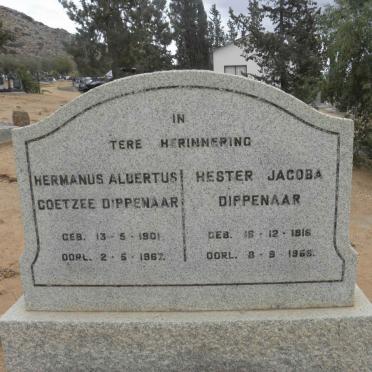 IN
TERE HERINNERING
HERMANUS ALBERTUS
COETZEE DIPPENAAR
GEB. 13-5-1901.
OORL. 2-6-1967.
HESTER JACOBA
DIPPENAAR
GEB. 16-12-1916
OORL. 8-9-1965.